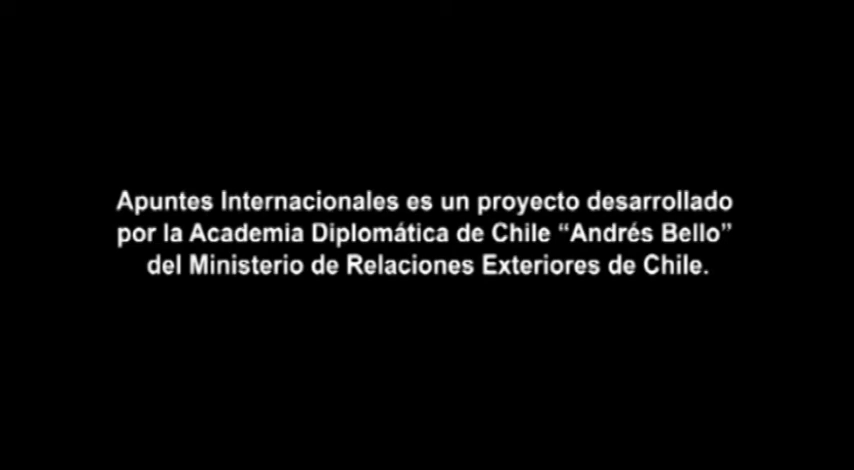 Apuntes Internacionales es un proyecto desarrollado
por la Academia Diplomática de Chile “Andrés Bello”
del Ministerio de Relaciones Exteriores de Chile.